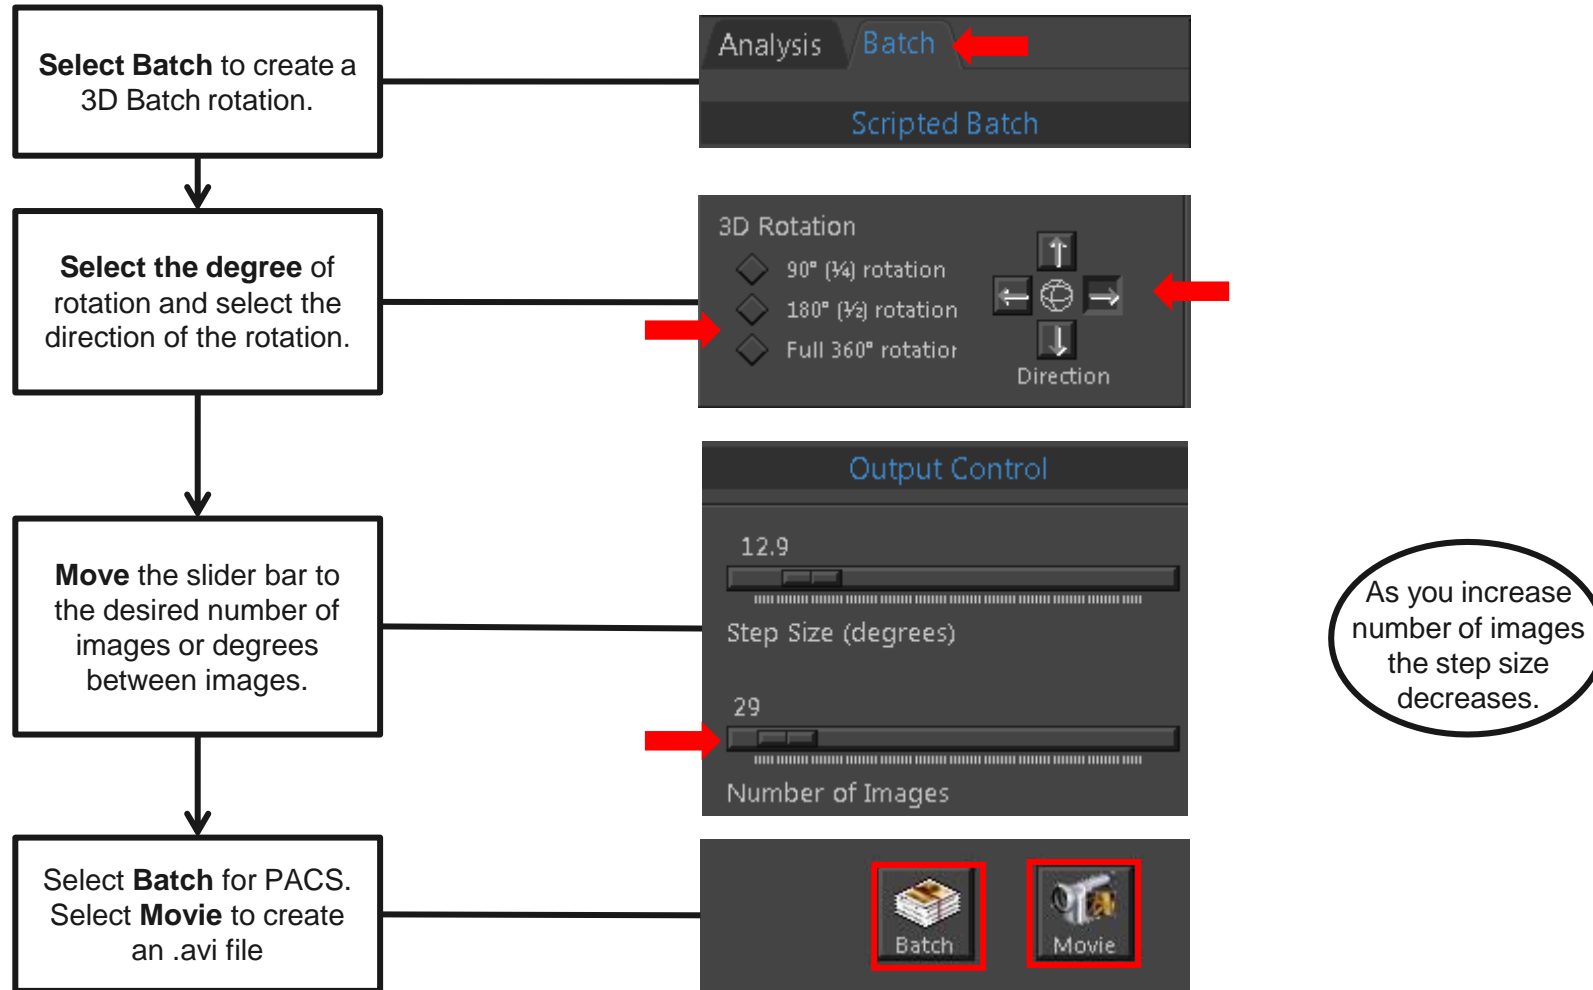 Select Batch to create a
3D Batch rotation.
Analysis
Batch
Scripted Batch
Select the degree of
rotation and select the
direction of the rotation.
3D Rotation
90° (¼) rotation
180° (½) rotation
Full 360° rotation
Direction
Move the slider bar to
the desired number of
images or degrees
between images.
Output Control
12.9
Step Size (degrees)
29
Number of Images
As you increase
number of images
the step size
decreases.
Select Batch for PACS.
Select Movie to create
an .avi file
Batch
Movie